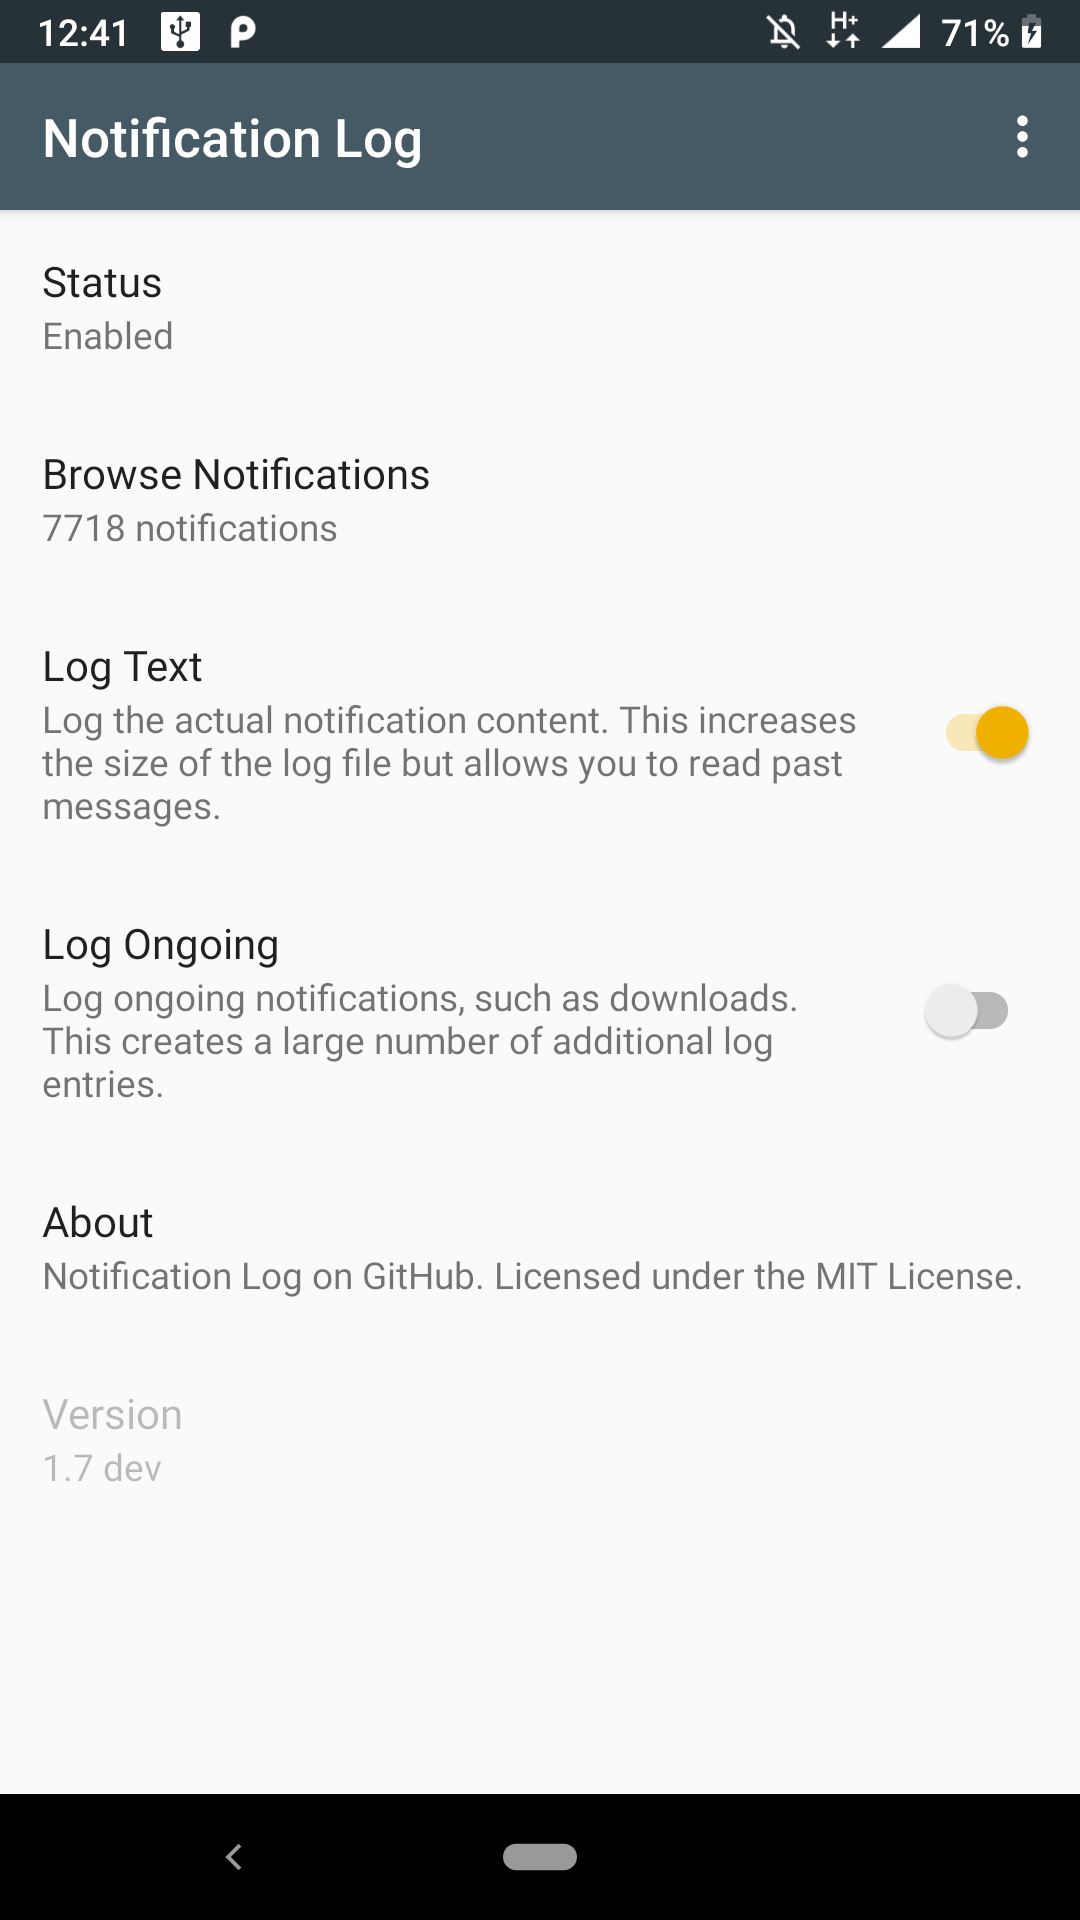 12:41 H+ 71%
Notification Log
Status
Enabled
Browse Notifications
7718 notifications
Log Text
Log the actual notification content. This increases
the size of the log file but allows you to read past
messages.
Log Ongoing
Log ongoing notifications, such as downloads.
This creates a large number of additional log
entries.
About
Notification Log on GitHub. Licensed under the MIT License.
Version
1.7 dev